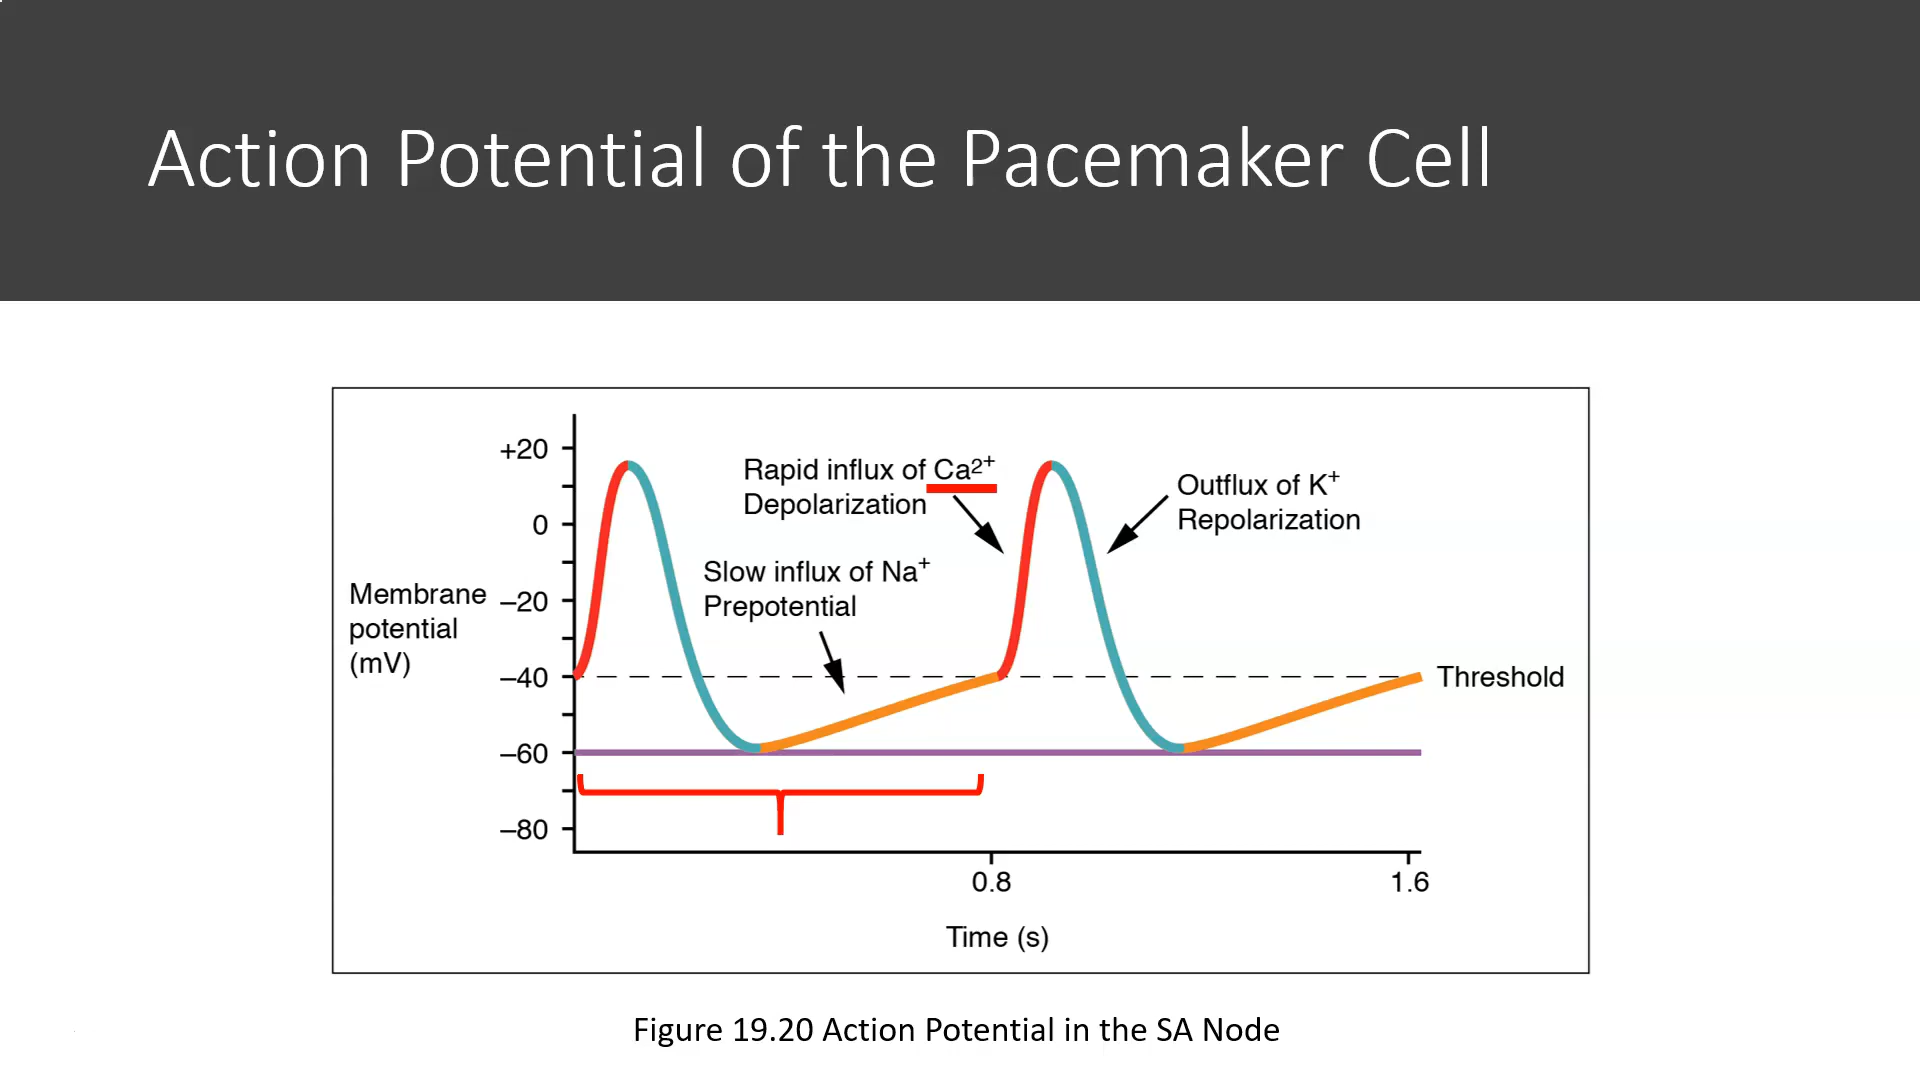 Action Potential of the Pacemaker Cell
+20
0
–20
–40
–60
–80
Membrane
potential
(mV)
Rapid influx of Ca²⁺
Depolarization
Slow influx of Na⁺
Prepotential
Outflux of K⁺
Repolarization
Threshold
0.8
1.6
Time (s)
Figure 19.20 Action Potential in the SA Node